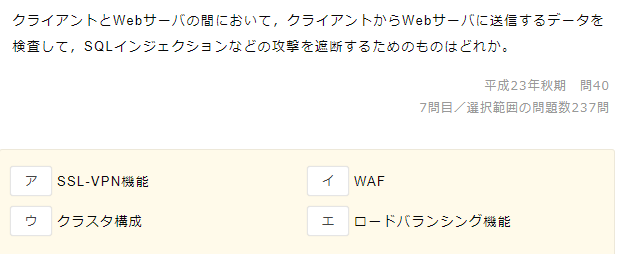 クライアントとWebサーバの間において，クライアントからWebサーバに送信するデータを
検査して，SQLインジェクションなどの攻撃を遮断するためのものはどれか。
平成23年秋期　問40
7問目／選択範囲の問題数237問
ア SSL-VPN機能
イ WAF
ウ クラスタ構成
エ ロードバランシング機能